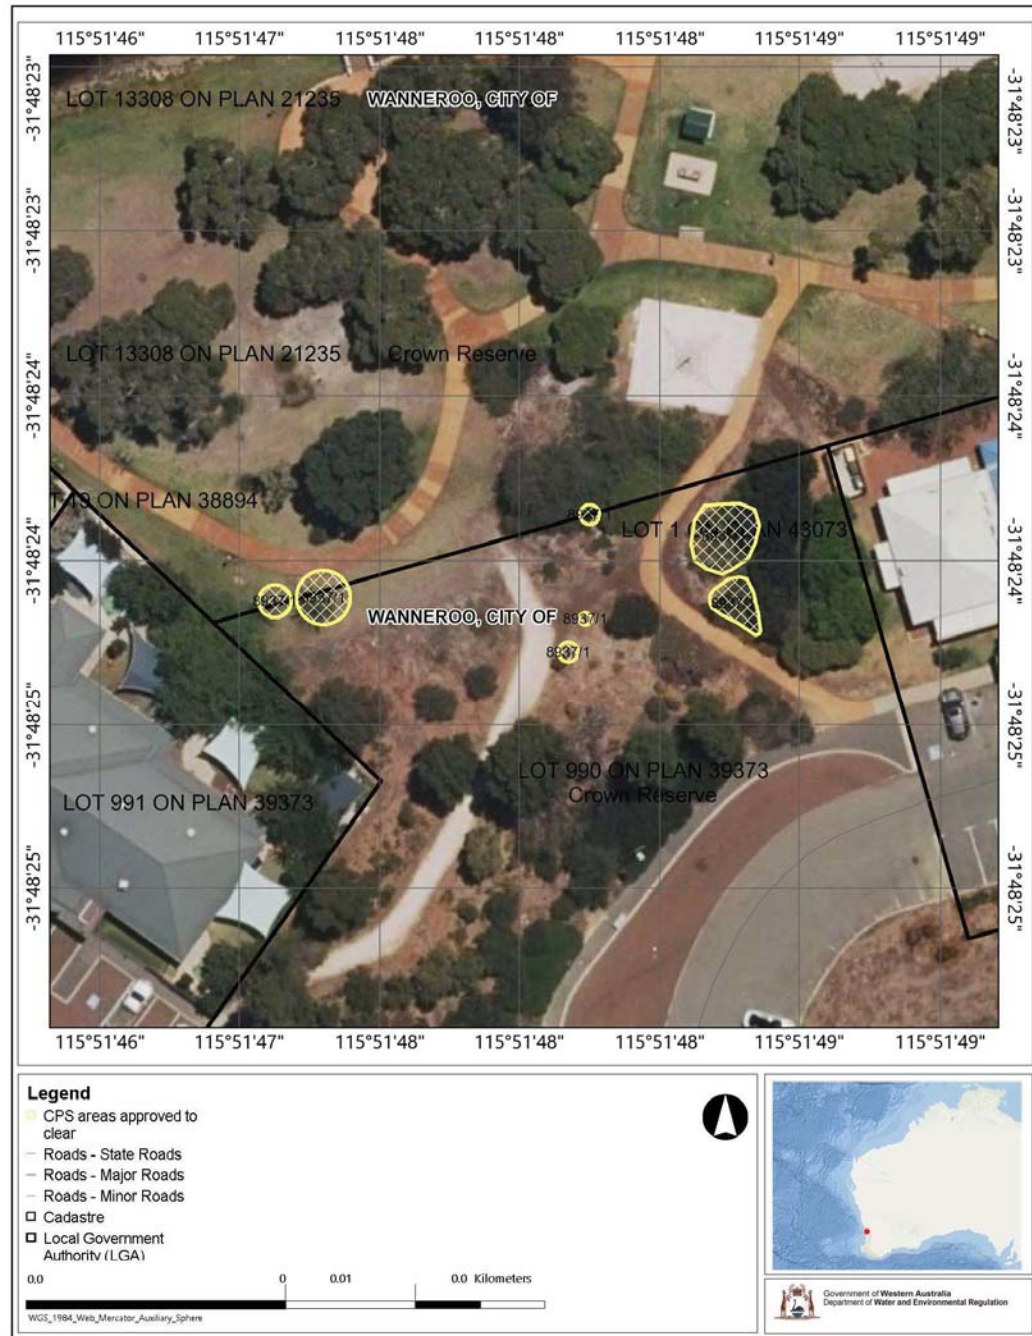 115°51'46" 115°51'47" 115°51'48" 115°51'48" 115°51'49" 115°51'49"
-31°48'23" -31°48'23"
LOT 13308 ON PLAN 21235 WANNEROO, CITY OF
-31°48'23" -31°48'23"
LOT 13308 ON PLAN 21235 Crown Reserve
-31°48'24" -31°48'24"
ON PLAN 38894
8937/1
LOT 1 PLAN 43073
-31°48'24" -31°48'24"
8937/1 8937/1
WANNEROO, CITY OF 8937/1
8937/1
-31°48'25" -31°48'25"
LOT 990 ON PLAN 39373
Crown Reserve
LOT 991 ON PLAN 39373
-31°48'25" -31°48'25"
115°51'46" 115°51'47" 115°51'48" 115°51'48" 115°51'49" 115°51'49"
Legend
CPS areas approved to
clear
Roads - State Roads
Roads - Major Roads
Roads - Minor Roads
Cadastre
Local Government
Authority (LGA)
0.0 0 0.01 0.0 Kilometers
WGS_1984_Web_Mercator_Auxiliary_Sphere
Government of Western Australia
Department of Water and Environmental Regulation